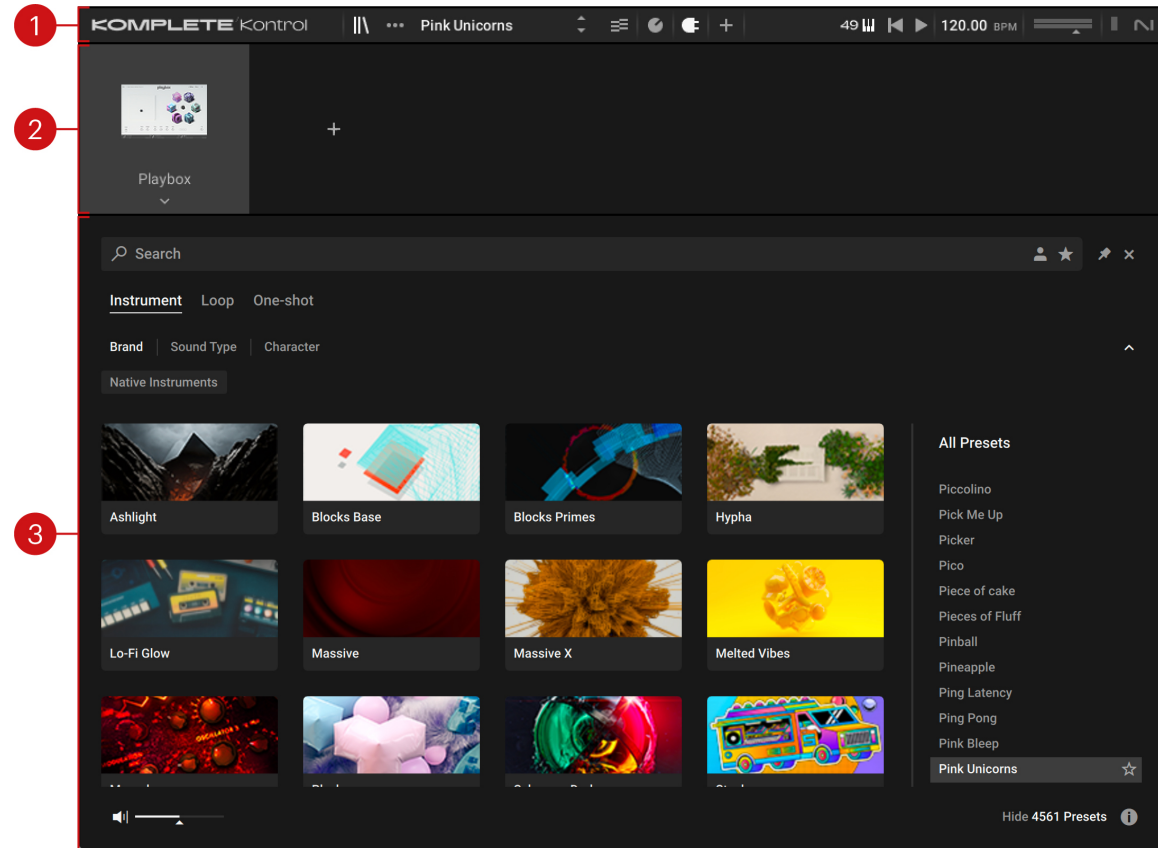 1
KOMPLETE Kontrol
Pink Unicorns
49
120.00 BPM
2
playbox
Playbox
3
Search
Instrument Loop One-shot
Brand Sound Type Character
Native Instruments
Ashlight
Blocks Base
Blocks Primes
Hypha
Lo-Fi Glow
Massive
Massive X
Melted Vibes
OSCILLATOR
All Presets
Piccolino
Pick Me Up
Picker
Pico
Piece of cake
Pieces of Fluff
Pinball
Pineapple
Ping Latency
Ping Pong
Pink Bleep
Pink Unicorns
Hide 4561 Presets